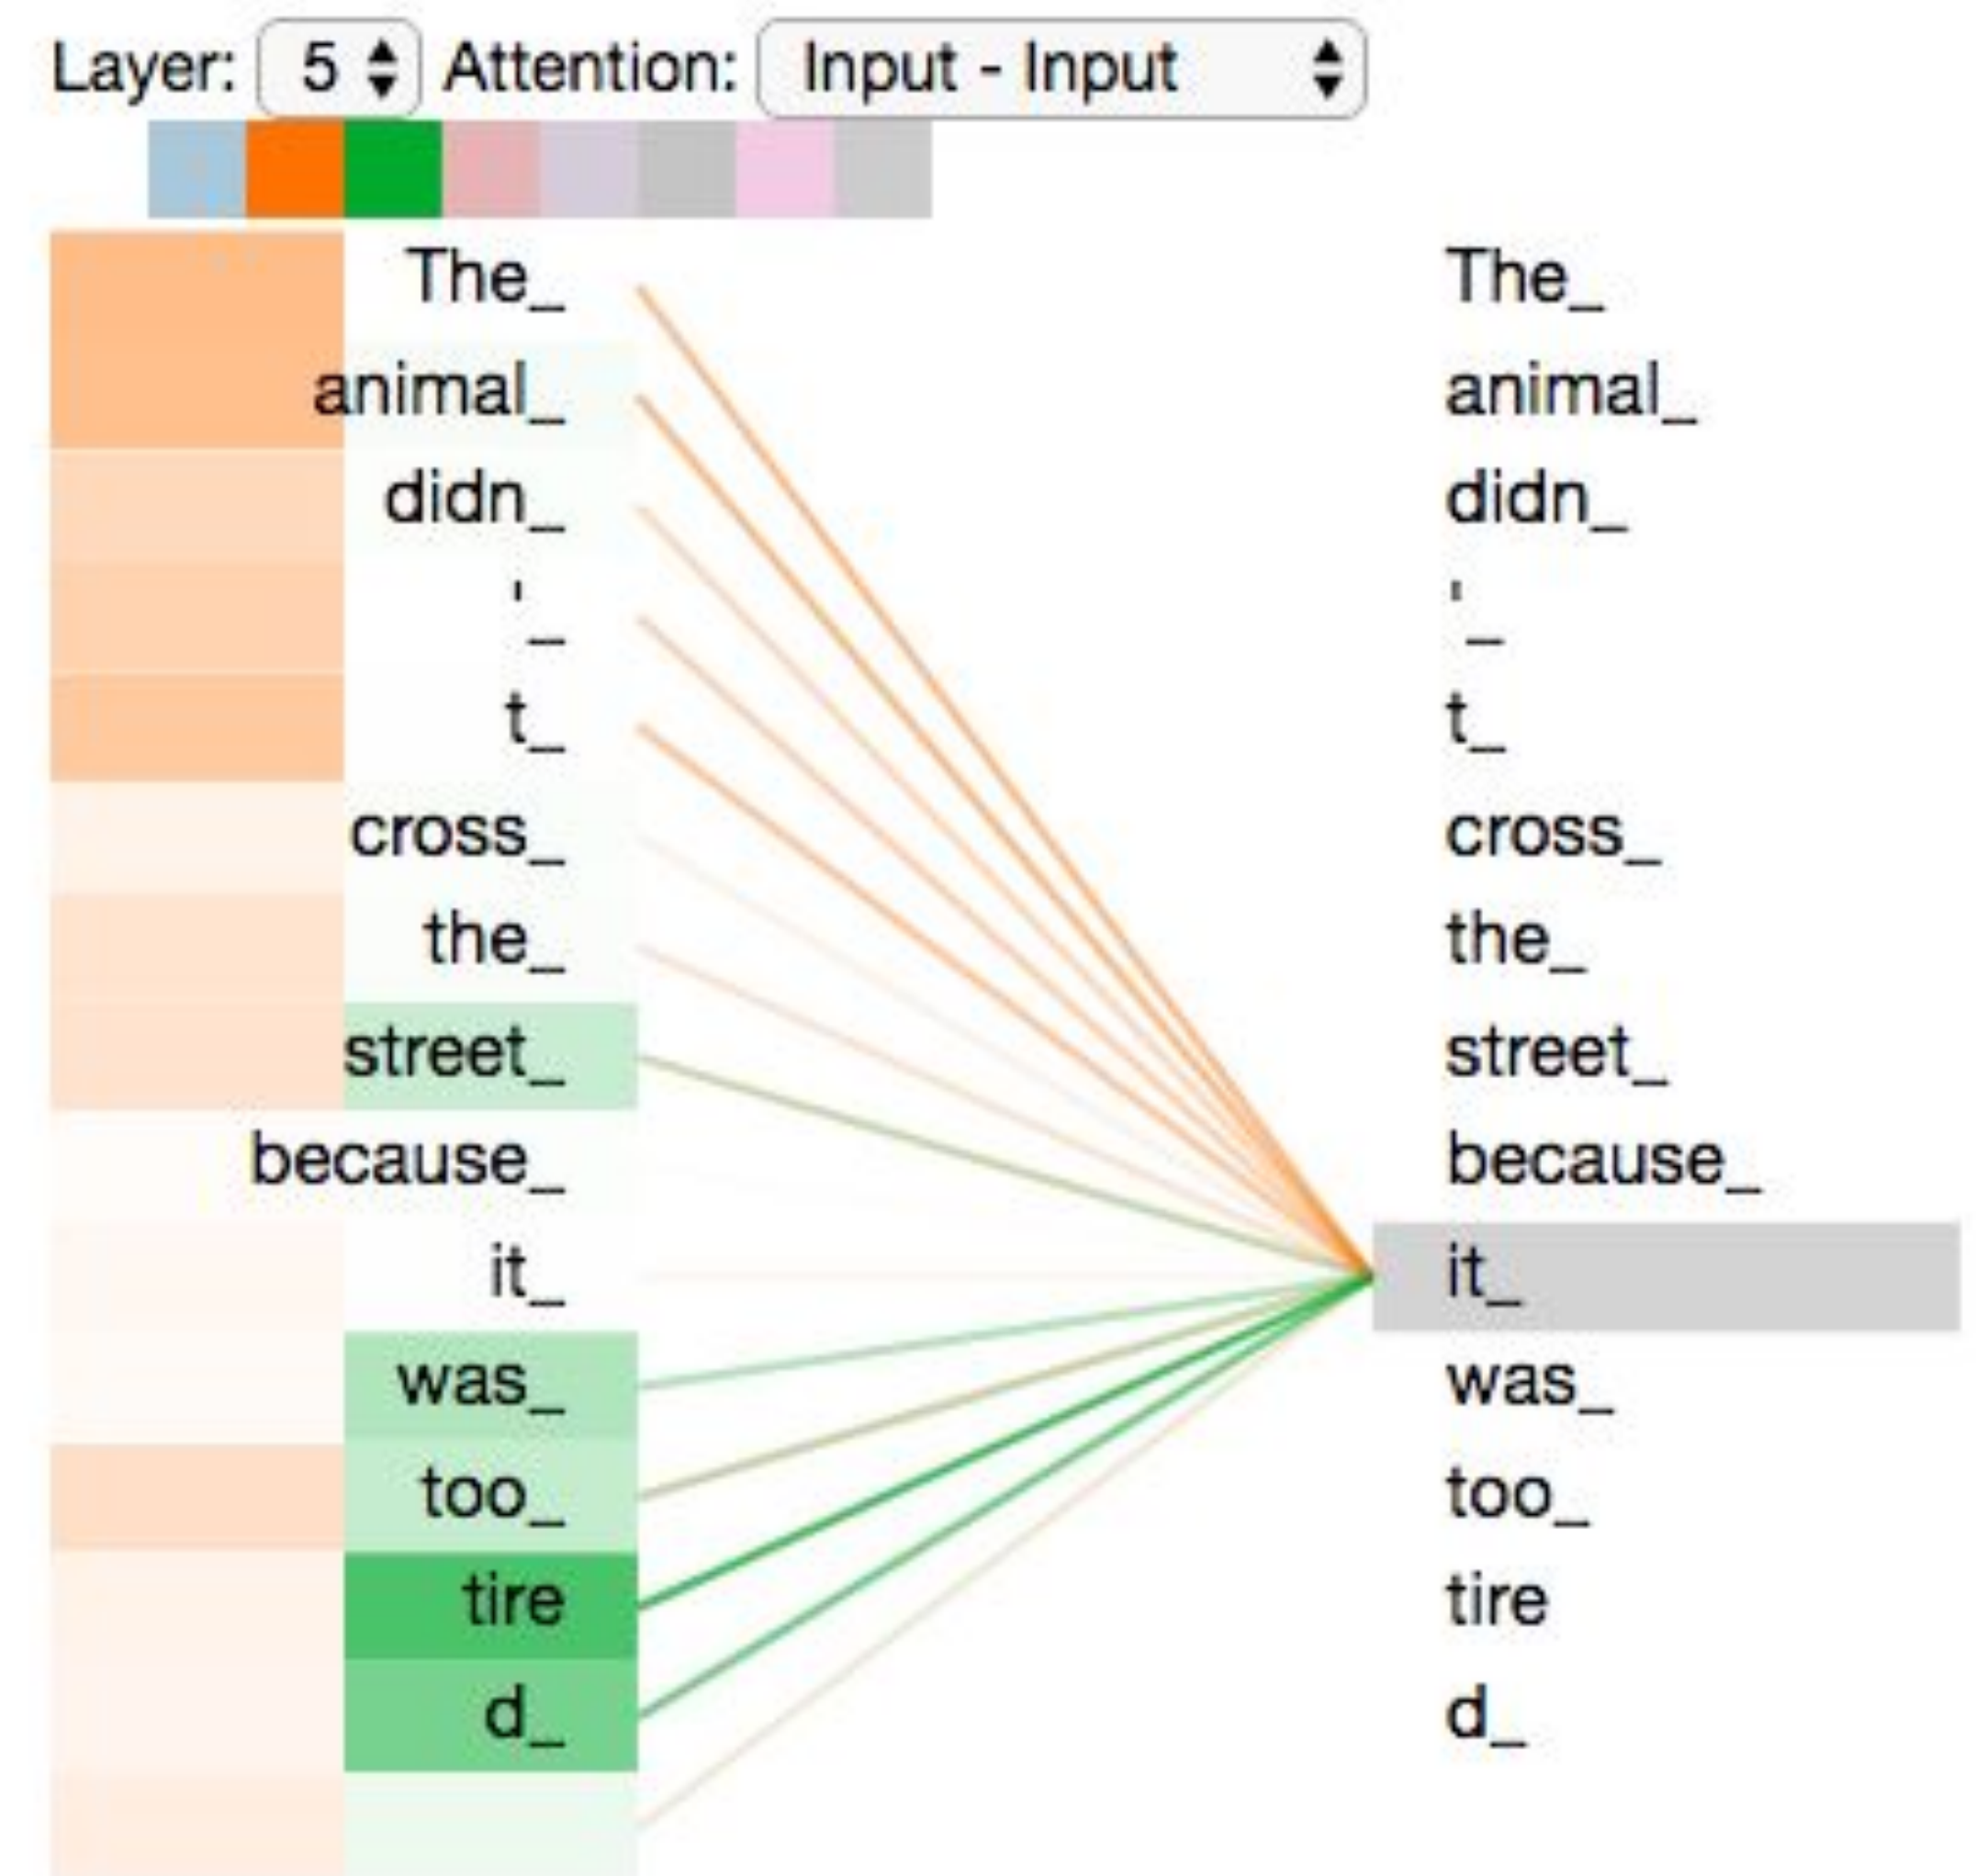 Layer: 5 Attention: Input - Input
The_ The_
animal_ animal_
didn_ didn_
'_ '_
t_ t_
cross_ cross_
the_ the_
street_ street_
because_ because_
it_ it_
was_ was_
too_ too_
tire tire
d_ d_